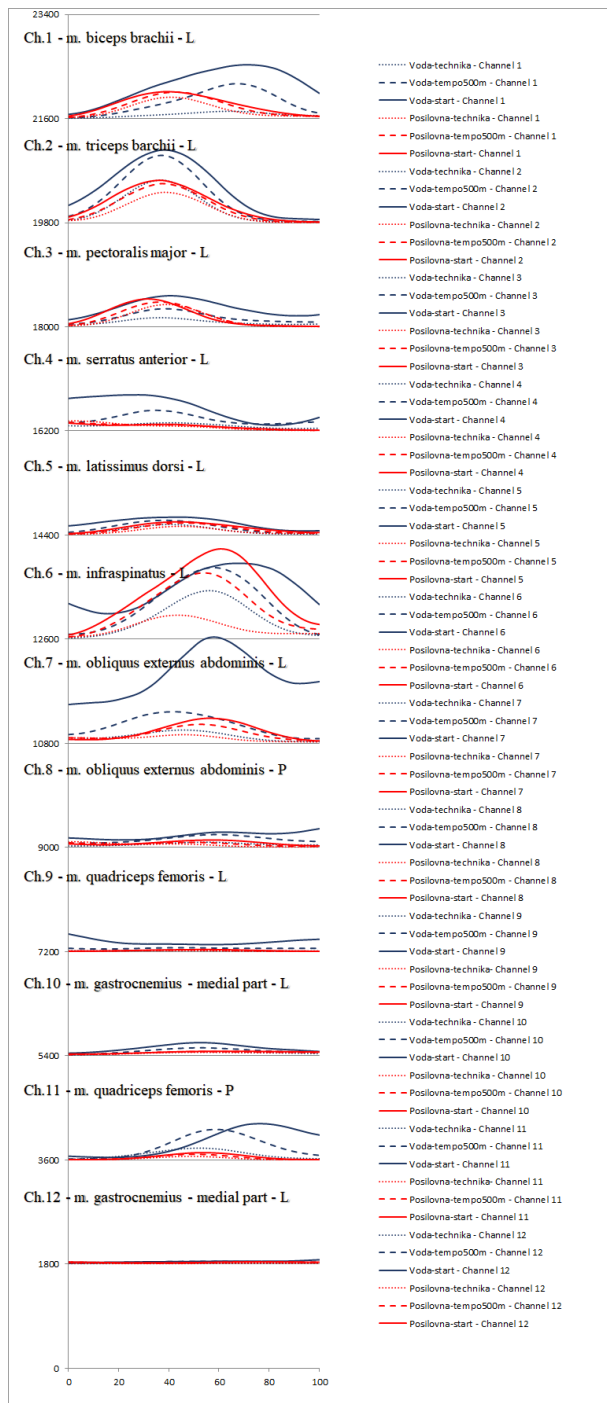 23400
Ch.1 - m. biceps brachii - L
21600
Ch.2 - m. triceps barchii - L
19800
Ch.3 - m. pectoralis major - L
18000
Ch.4 - m. serratus anterior - L
16200
Ch.5 - m. latissimus dorsi - L
14400
Ch.6 - m. infraspinatus - L
12600
Ch.7 - m. obliquus externus abdominis - L
10800
Ch.8 - m. obliquus externus abdominis - P
9000
Ch.9 - m. quadriceps femoris - L
7200
Ch.10 - m. gastrocnemius - medial part - L
5400
Ch.11 - m. quadriceps femoris - P
3600
Ch.12 - m. gastrocnemius - medial part - L
1800
0
0 20 40 60 80 100
Voda-technika - Channel 1
Voda-tempo500m - Channel 1
Voda-start - Channel 1
Posilovna-technika - Channel 1
Posilovna-tempo500m - Channel 1
Posilovna-start - Channel 1
Voda-technika - Channel 2
Voda-tempo500m - Channel 2
Voda-start - Channel 2
Posilovna-technika - Channel 2
Posilovna-tempo500m - Channel 2
Posilovna-start - Channel 2
Voda-technika - Channel 3
Voda-tempo500m - Channel 3
Voda-start - Channel 3
Posilovna-technika - Channel 3
Posilovna-tempo500m - Channel 3
Posilovna-start - Channel 3
Voda-technika - Channel 4
Voda-tempo500m - Channel 4
Voda-start - Channel 4
Posilovna-technika - Channel 4
Posilovna-tempo500m - Channel 4
Posilovna-start - Channel 4
Voda-technika - Channel 5
Voda-tempo500m - Channel 5
Voda-start - Channel 5
Posilovna-technika - Channel 5
Posilovna-tempo500m - Channel 5
Posilovna-start - Channel 5
Voda-technika - Channel 6
Voda-tempo500m - Channel 6
Voda-start - Channel 6
Posilovna-technika - Channel 6
Posilovna-tempo500m - Channel 6
Posilovna-start - Channel 6
Voda-technika - Channel 7
Voda-tempo500m - Channel 7
Voda-start - Channel 7
Posilovna-technika - Channel 7
Posilovna-tempo500m - Channel 7
Posilovna-start - Channel 7
Voda-technika - Channel 8
Voda-tempo500m - Channel 8
Voda-start - Channel 8
Posilovna-technika - Channel 8
Posilovna-tempo500m - Channel 8
Posilovna-start - Channel 8
Voda-technika - Channel 9
Voda-tempo500m - Channel 9
Voda-start - Channel 9
Posilovna-technika- Channel 9
Posilovna-tempo500m - Channel 9
Posilovna-start - Channel 9
Voda-technika - Channel 10
Voda-tempo500m - Channel 10
Voda-start - Channel 10
Posilovna-technika - Channel 10
Posilovna-tempo500m - Channel 10
Posilovna-start - Channel 10
Voda-technika - Channel 11
Voda-tempo500m - Channel 11
Voda-start - Channel 11
Posilovna-technika - Channel 11
Posilovna-tempo500m - Channel 11
Posilovna-start - Channel 11
Voda-technika - Channel 12
Voda-tempo500m - Channel 12
Voda-start - Channel 12
Posilovna-technika - Channel 12
Posilovna-tempo500m - Channel 12
Posilovna-start - Channel 12